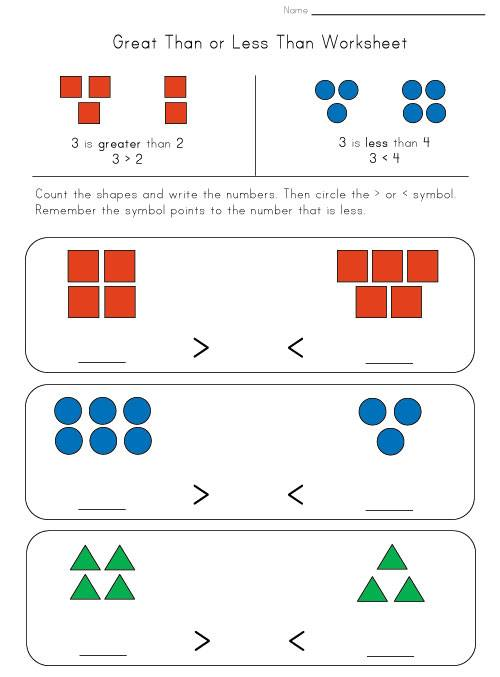 Name
Great Than or Less Than Worksheet
3 is greater than 2
3 > 2
3 is less than 4
3 < 4
Count the shapes and write the numbers. Then circle the > or < symbol.
Remember the symbol points to the number that is less.
> <
> <
> <